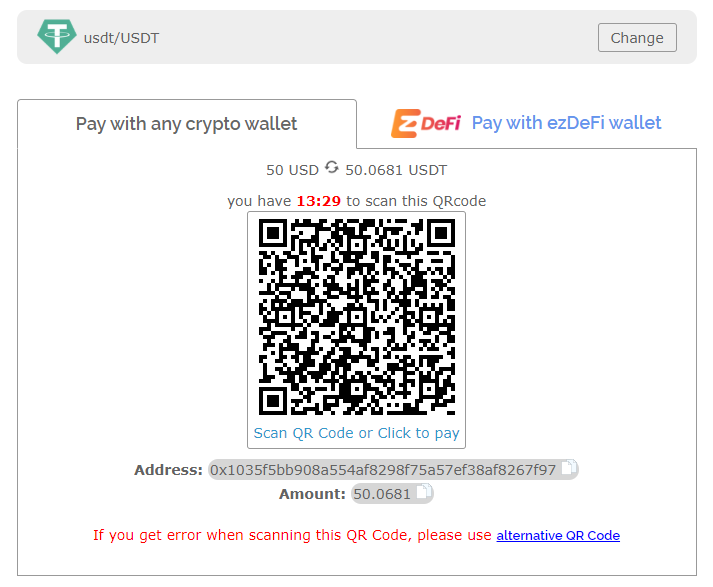 usdt/USDT
Change
Pay with any crypto wallet
EZ DeFi Pay with ezDeFi wallet
50 USD 50.0681 USDT
you have 13:29 to scan this QRcode
Scan QR Code or Click to pay
Address: 0x1035f5bb908a554af8298f75a57ef38af8267f97
Amount: 50.0681
If you get error when scanning this QR Code, please use alternative QR Code